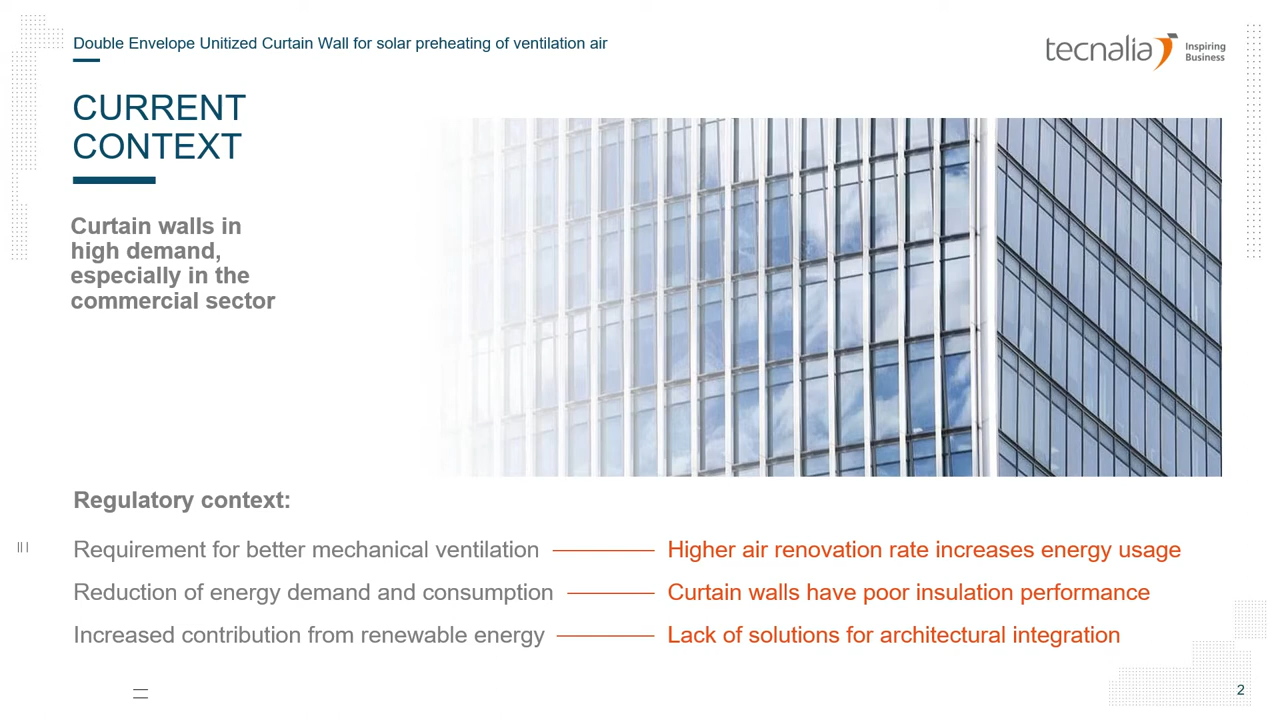 Double Envelope Unitized Curtain Wall for solar preheating of ventilation air
tecnalia Inspiring
Business
CURRENT
CONTEXT
Curtain walls in
high demand,
especially in the
commercial sector
Regulatory context:
Requirement for better mechanical ventilation Higher air renovation rate increases energy usage
Reduction of energy demand and consumption Curtain walls have poor insulation performance
Increased contribution from renewable energy Lack of solutions for architectural integration
2